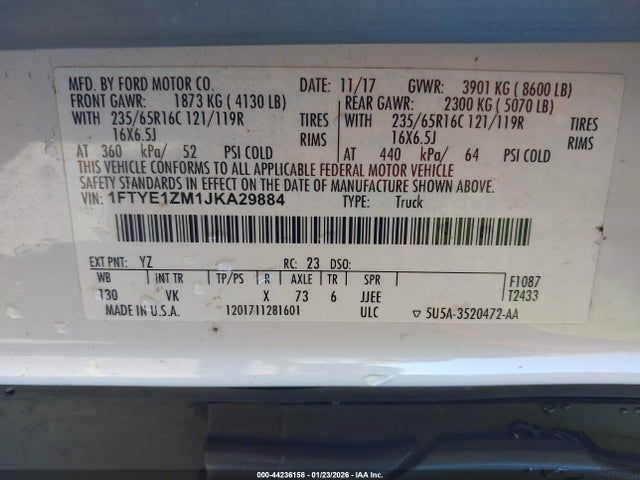 MFD. BY FORD MOTOR CO. DATE: 11/17 GVWR: 3901 KG ( 8600 LB)
FRONT GAWR: 1873 KG ( 4130 LB) REAR GAWR: 2300 KG ( 5070 LB)
WITH 235/65R16C 121/119R TIRES WITH 235/65R16C 121/119R TIRES
16X6.5J RIMS 16X6.5J RIMS
AT 360 kPa/ 52 PSI COLD AT 440 kPa/ 64 PSI COLD
THIS VEHICLE CONFORMS TO ALL APPLICABLE FEDERAL MOTOR VEHICLE
SAFETY STANDARDS IN EFFECT ON THE DATE OF MANUFACTURE SHOWN ABOVE.
VIN: 1FTYE1ZM1JKA29884 TYPE: Truck
EXT PNT: YZ RC: 23 DSO:
WB INT TR TP/PS R AXLE TR SPR F1087
130 VK X 73 6 JJEE T2433
MADE IN U.S.A. 1201711281601 ULC ▽ 5U5A-3520472-AA
000-44236158 - 01/23/2026 - IAA Inc.